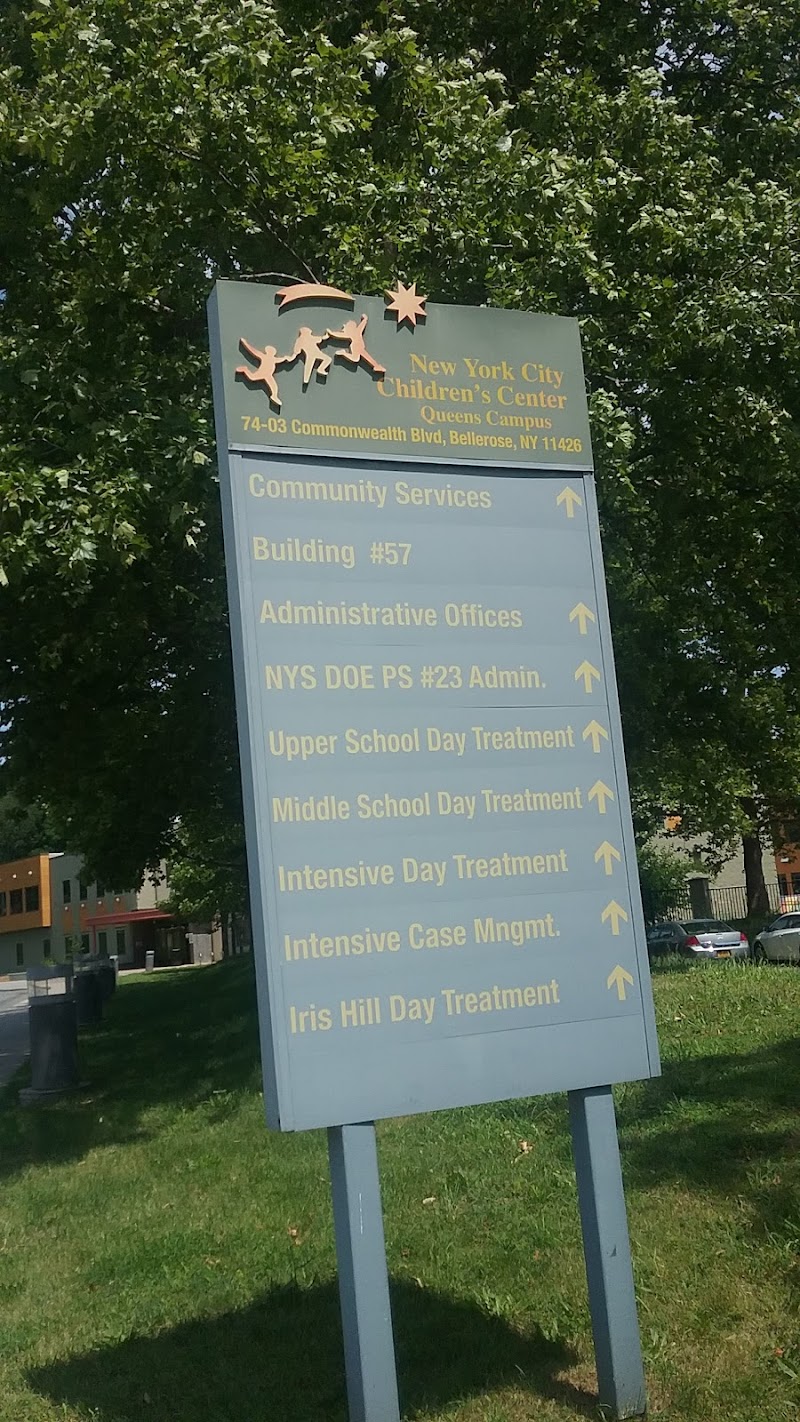 New York City
Children's Center
Queens Campus
74-03 Commonwealth Blvd, Bellerose, NY 11426
Community Services
Building #57
Administrative Offices
NYS DOE PS #23 Admin.
Upper School Day Treatment
Middle School Day Treatment
Intensive Day Treatment
Intensive Case Mngmt.
Iris Hill Day Treatment